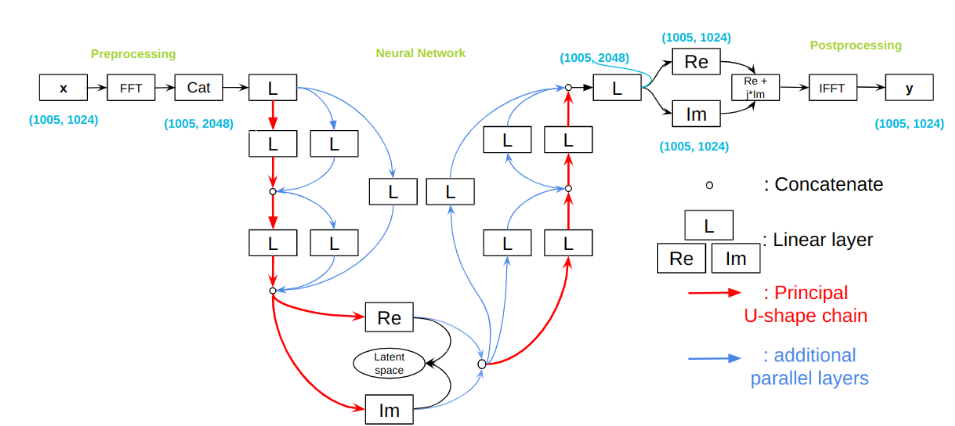 Preprocessing
Neural Network
Postprocessing
x
FFT
Cat
L
(1005, 1024)
(1005, 2048)
L
L
L
L
L
L
L
Re
Latent
space
Im
L
L
L
L
(1005, 2048)
L
(1005, 1024)
Re
Im
(1005, 1024)
Re +
j*Im
IFFT
y
(1005, 1024)
: Concatenate
L
Re
Im
: Linear layer
: Principal
U-shape chain
: additional
parallel layers